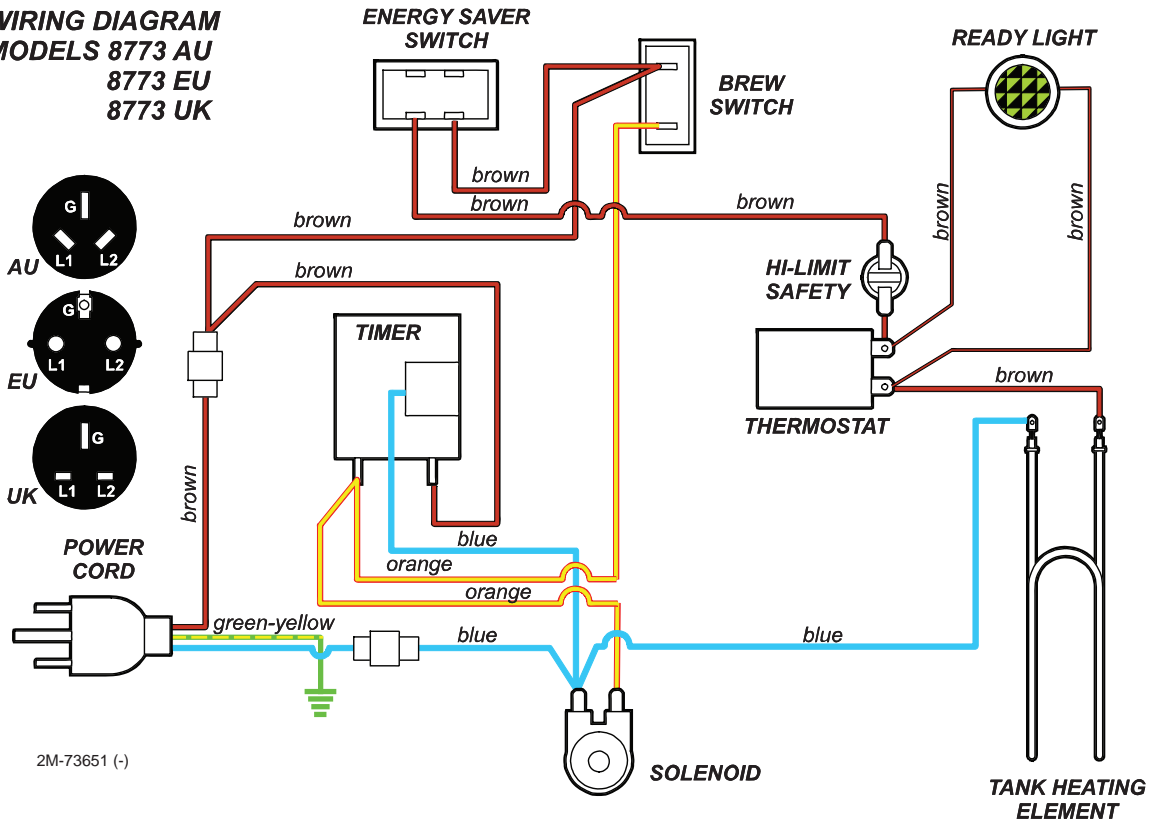 WIRING DIAGRAM
MODELS 8773 AU
8773 EU
8773 UK
ENERGY SAVER
SWITCH
BREW
SWITCH
READY LIGHT
brown
brown
brown
brown
brown
brown
brown
G
L1 L2
AU
HI-LIMIT
SAFETY
TIMER
G
L1 L2
EU
brown
THERMOSTAT
G
L1 L2
UK
brown
POWER
CORD
blue
orange
orange
green-yellow
blue
blue
2M-73651 (-)
SOLENOID
TANK HEATING
ELEMENT